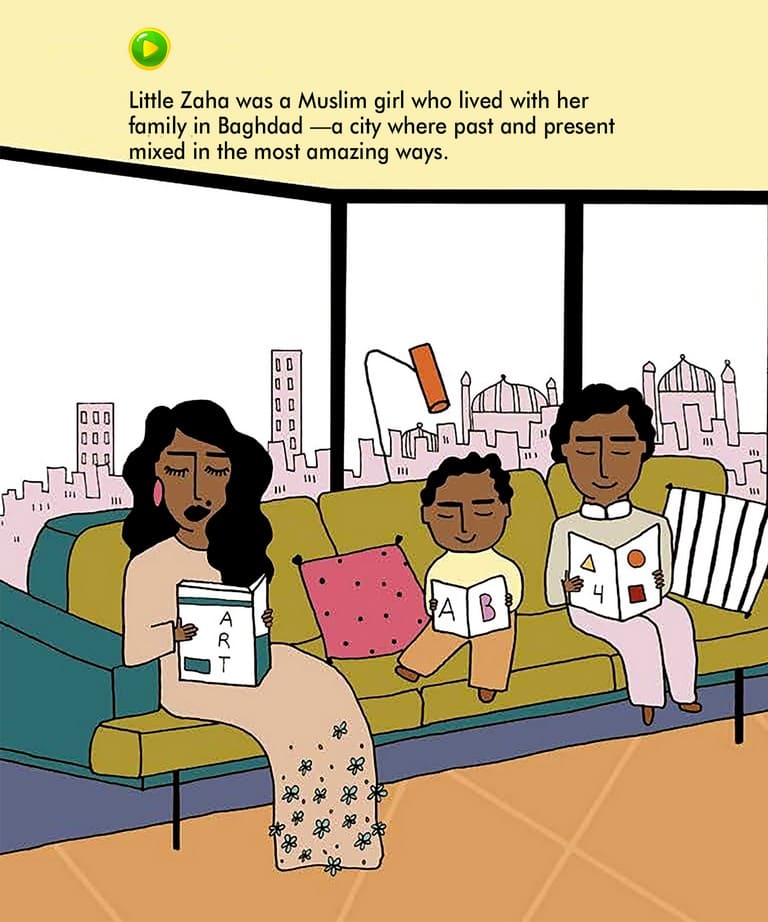 Little Zaha was a Muslim girl who lived with her
family in Baghdad —a city where past and present
mixed in the most amazing ways.
A
R
T
A B
4